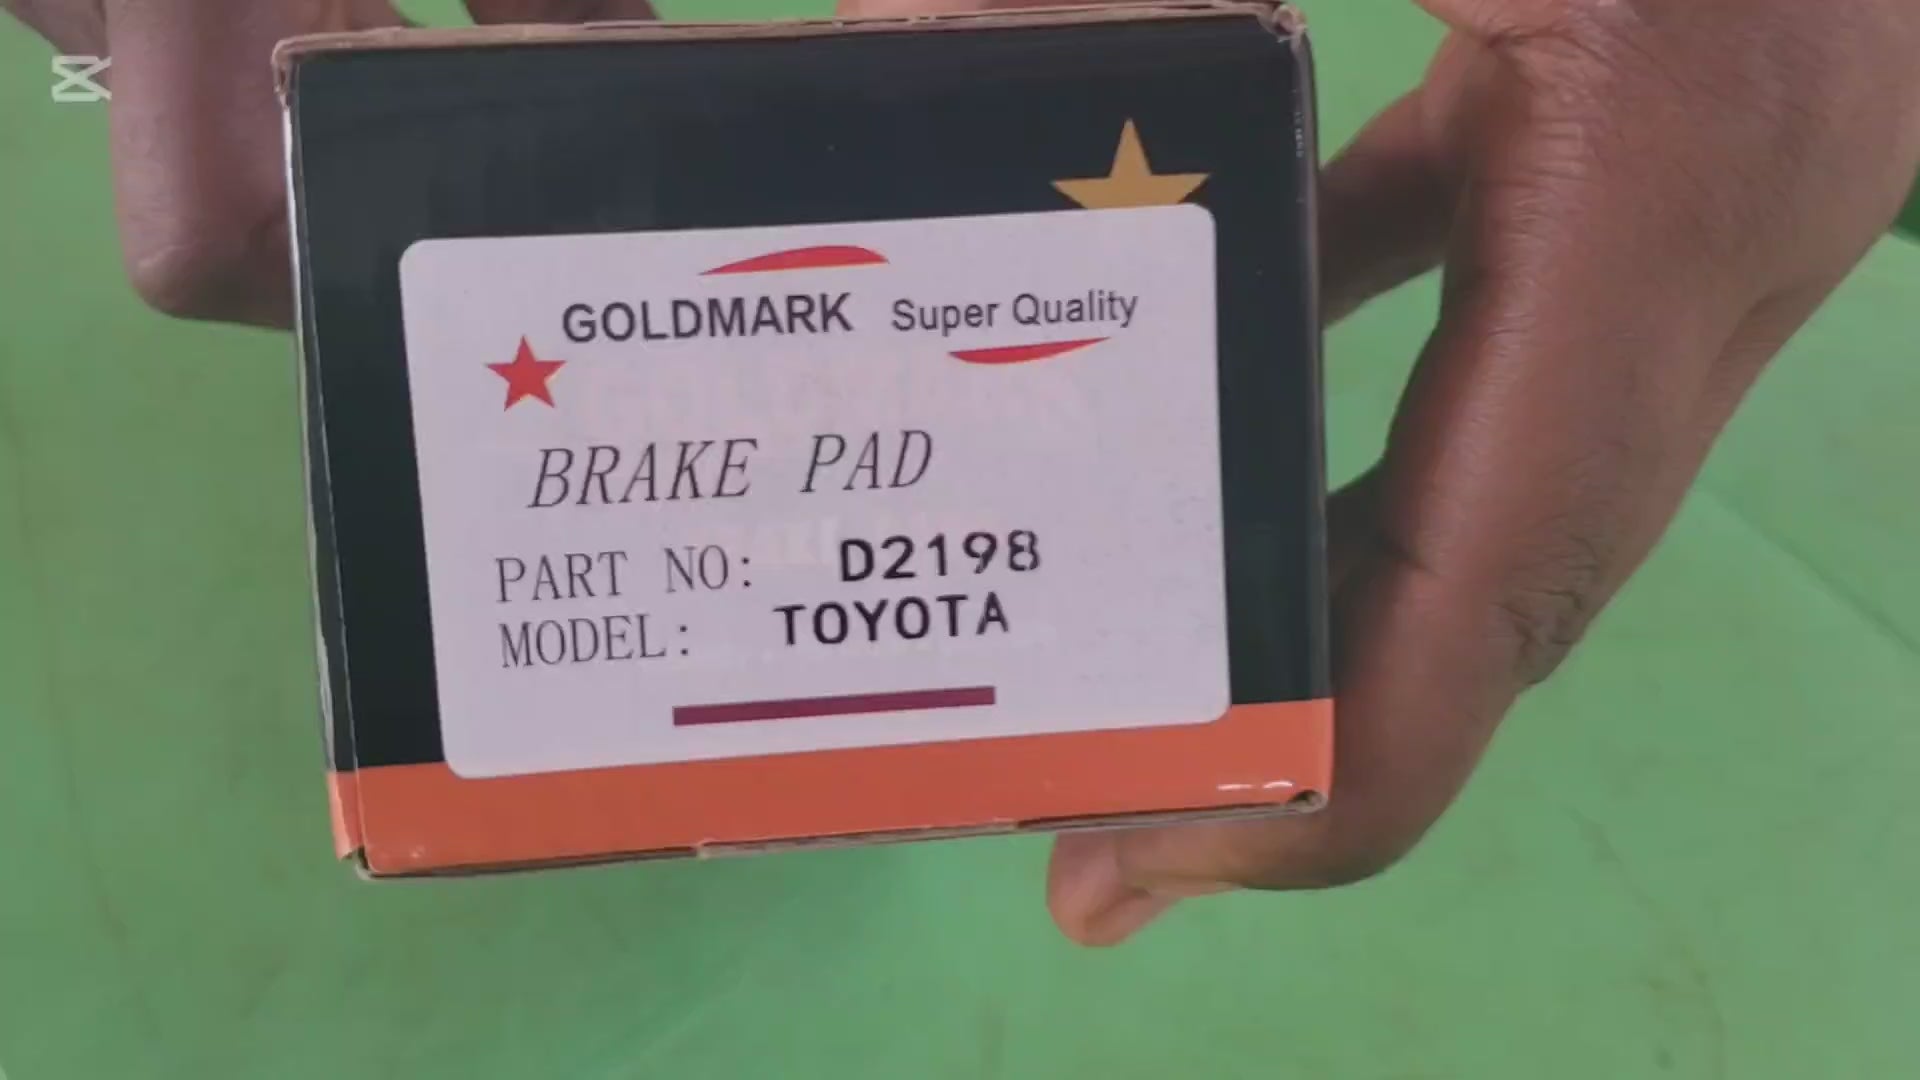 GOLDMARK Super Quality
BRAKE PAD
PART NO: D2198
MODEL: TOYOTA